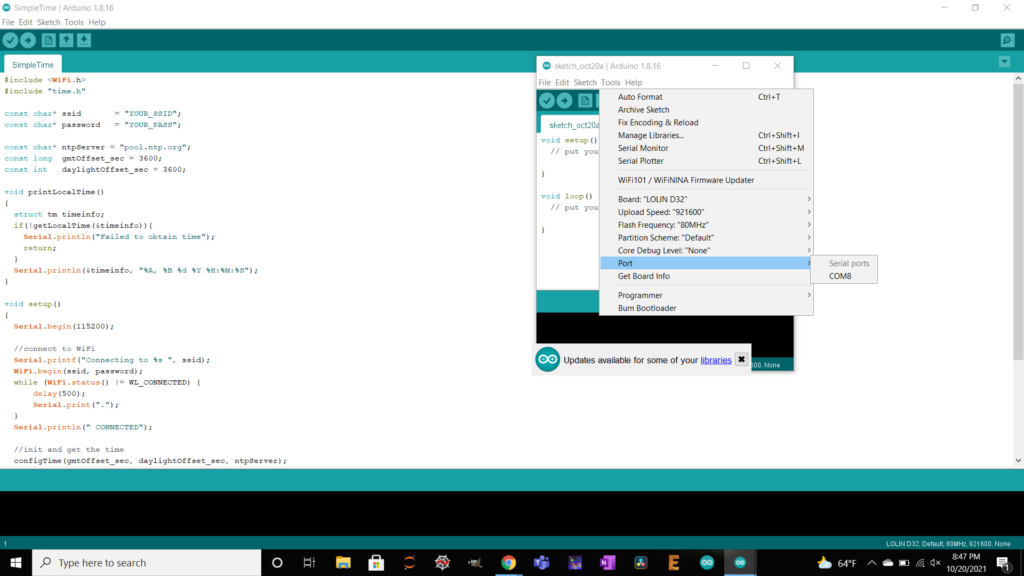 SimpleTime | Arduino 1.8.16
File Edit Sketch Tools Help
SimpleTime
#include <WiFi.h>
#include "time.h"
const char* ssid = "YOUR_SSID";
const char* password = "YOUR_PASS";
const char* ntpServer = "pool.ntp.org";
const long gmtOffset_sec = 3600;
const int daylightOffset_sec = 3600;
void printLocalTime()
{
struct tm timeinfo;
if(!getLocalTime(&timeinfo)){
Serial.println("Failed to obtain time");
return;
}
Serial.println(&timeinfo, "%A, %B %d %Y %H:%M:%S");
}
void setup()
{
Serial.begin(115200);
//connect to WiFi
Serial.printf("Connecting to %s ", ssid);
WiFi.begin(ssid, password);
while (WiFi.status() != WL_CONNECTED) {
delay(500);
Serial.print(".");
}
Serial.println(" CONNECTED");
//init and get the time
configTime(gmtOffset_sec, daylightOffset_sec, ntpServer);
sketch_oct20a | Arduino 1.8.16
File Edit Sketch Tools Help
sketch_oct20a
void setup()
// put you
}
void loop()
// put you
}
Auto Format Ctrl+T
Archive Sketch
Fix Encoding & Reload
Manage Libraries... Ctrl+Shift+I
Serial Monitor Ctrl+Shift+M
Serial Plotter Ctrl+Shift+L
WiFi101 / WiFiNINA Firmware Updater
Board: "LOLIN D32"
Upload Speed: "921600"
Flash Frequency: "80MHz"
Partition Scheme: "Default"
Core Debug Level: "None"
Port
Get Board Info
Programmer
Burn Bootloader
Serial ports
COM8
Updates available for some of your libraries
600, None
1
LOLIN D32, Default, 80MHz, 921600, None
Type here to search
64°F
8:47 PM
10/20/2021
1